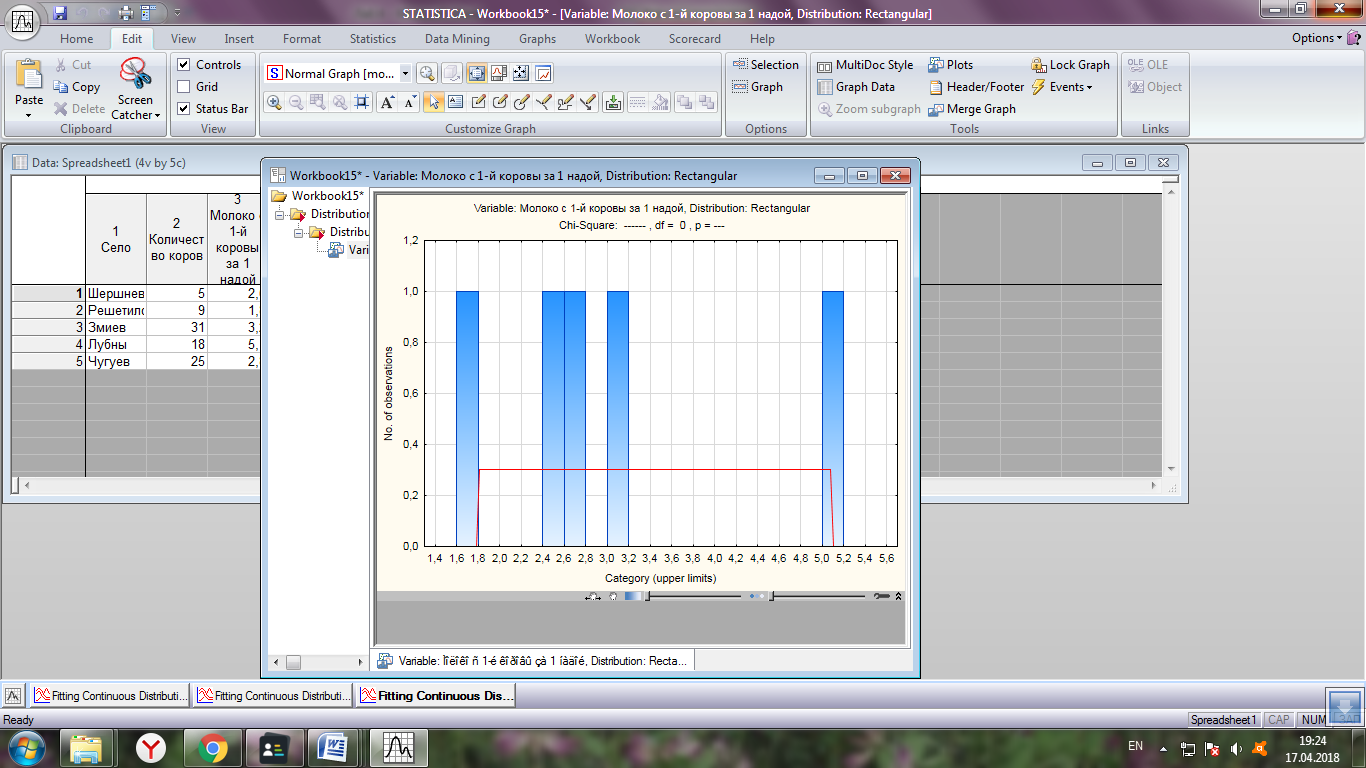 STATISTICA - Workbook15* - [Variable: Молоко с 1-й коровы за 1 надой, Distribution: Rectangular]
Home Edit View Insert Format Statistics Data Mining Graphs Workbook Scorecard Help Options
Paste Cut Copy Delete Screen Catcher
Controls Grid Status Bar
Normal Graph [mo...
Selection Graph
MultiDoc Style Plots Lock Graph
Graph Data Header/Footer Events
Zoom subgraph Merge Graph
OLE Object
Clipboard View Customize Graph Options Tools Links
Data: Spreadsheet1 (4v by 5c)
1 Село
2 Количест во коров
3 Молоко с 1-й коровы за 1 надой
1 Шершнев 5 2,
2 Решетило 9 1,
3 Змиев 31 3,
4 Лубны 18 5,
5 Чугуев 25 2,
Workbook15* - Variable: Молоко с 1-й коровы за 1 надой, Distribution: Rectangular
Workbook15*
Distribution
Distribu
Vari
Variable: Молоко с 1-й коровы за 1 надой, Distribution: Rectangular
Chi-Square: ------ , df = 0 , p = ---
1,2
1,0
0,8
0,6
0,4
0,2
0,0
No. of observations
1,4 1,6 1,8 2,0 2,2 2,4 2,6 2,8 3,0 3,2 3,4 3,6 3,8 4,0 4,2 4,4 4,6 4,8 5,0 5,2 5,4 5,6
Category (upper limits)
Variable: Ìîëîêî ñ 1-é êîðîâû çà 1 íàäîé, Distribution: Recta...
Fitting Continuous Distributi... Fitting Continuous Distributi... Fitting Continuous Dis...
Ready Spreadsheet1 CAP NUM
EN 19:24
17.04.2018